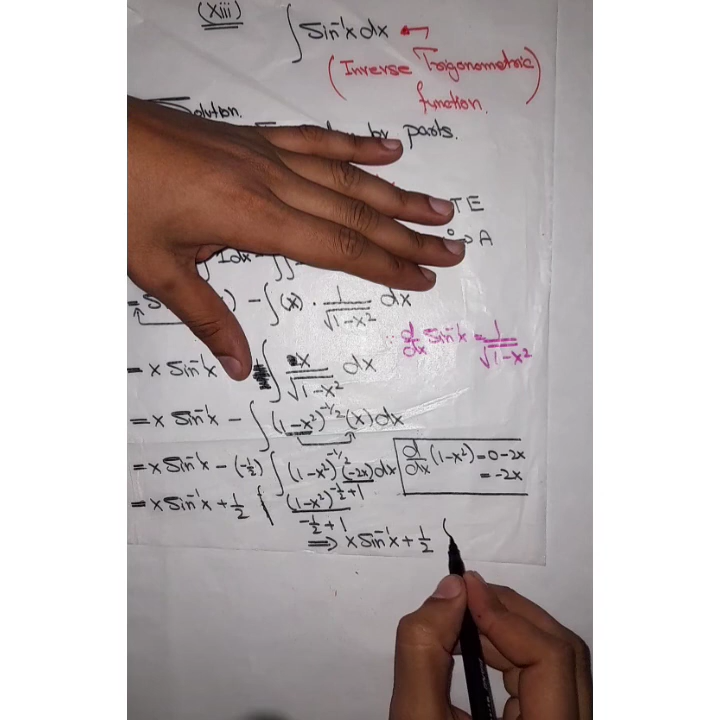 (xiii) ∫ Sin⁻¹x dx ←
(Inverse Trigonometric
function.
Solution.
by parts.
TE
A
∫ 1dx - ∫∫
= S ) - ∫(x) · 1/√(1-x²) dx
∵ d/dx Sin⁻¹x = 1/√(1-x²)
= x Sin⁻¹x ∫ x/√(1-x²) dx
= x Sin⁻¹x - ∫ (1-x²)^(-1/2) (x) dx
= x Sin⁻¹x - (-1/2) ∫ (1-x²)^(-1/2) (-2x) dx
d/dx (1-x²) = 0-2x
= -2x
= x Sin⁻¹x + 1/2 (1-x²)^(-1/2+1)/(-1/2+1)
⇒ x Sin⁻¹x + 1/2 (